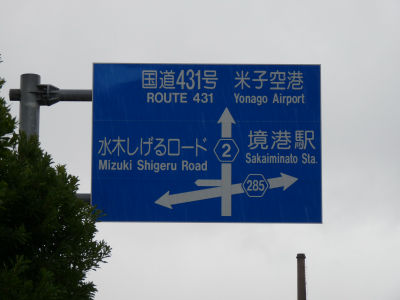 国道431号 米子空港
ROUTE 431 Yonago Airport
水木しげるロード
Mizuki Shigeru Road
2
境港駅
Sakaiminato Sta.
285